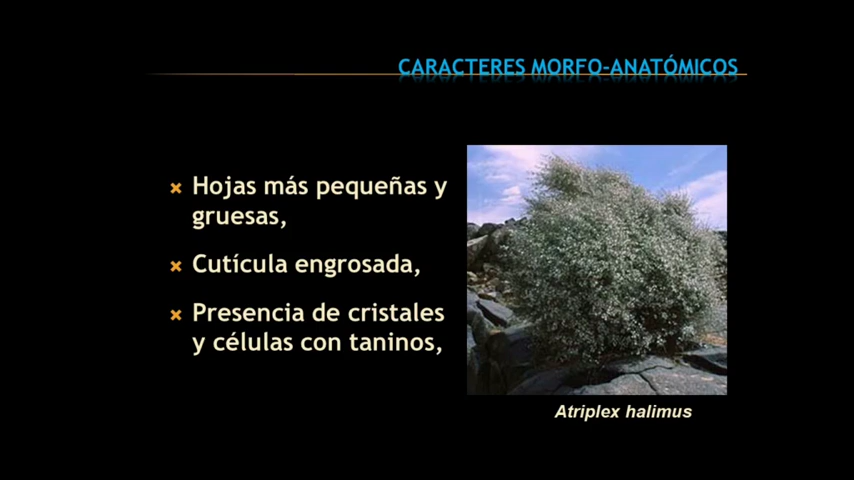 CARACTERES MORFO-ANATÓMICOS
Hojas más pequeñas y
gruesas,
Cutícula engrosada,
Presencia de cristales
y células con taninos,
Atriplex halimus